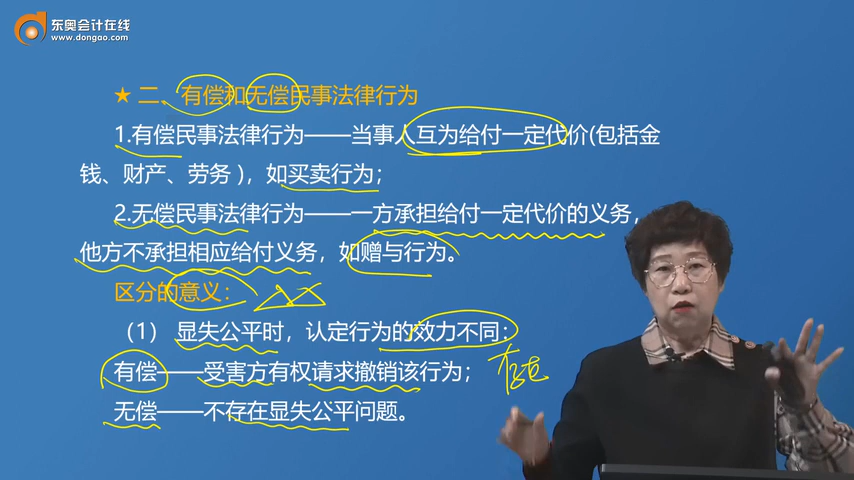 东奥会计在线
www.dongao.com
★ 二、有偿和无偿民事法律行为
1.有偿民事法律行为——当事人互为给付一定代价(包括金
钱、财产、劳务 )，如买卖行为；
2.无偿民事法律行为——一方承担给付一定代价的义务，
他方不承担相应给付义务，如赠与行为。
区分的意义：
（1） 显失公平时，认定行为的效力不同：
有偿——受害方有权请求撤销该行为；
无偿——不存在显失公平问题。